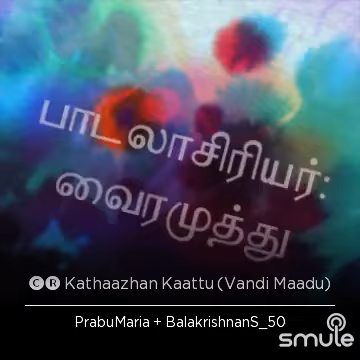 பாடலாசிரியர்:
வைரமுத்து
🅒🅡 Kathaazhan Kaattu (Vandi Maadu)
PrabuMaria + BalakrishnanS_50
smule